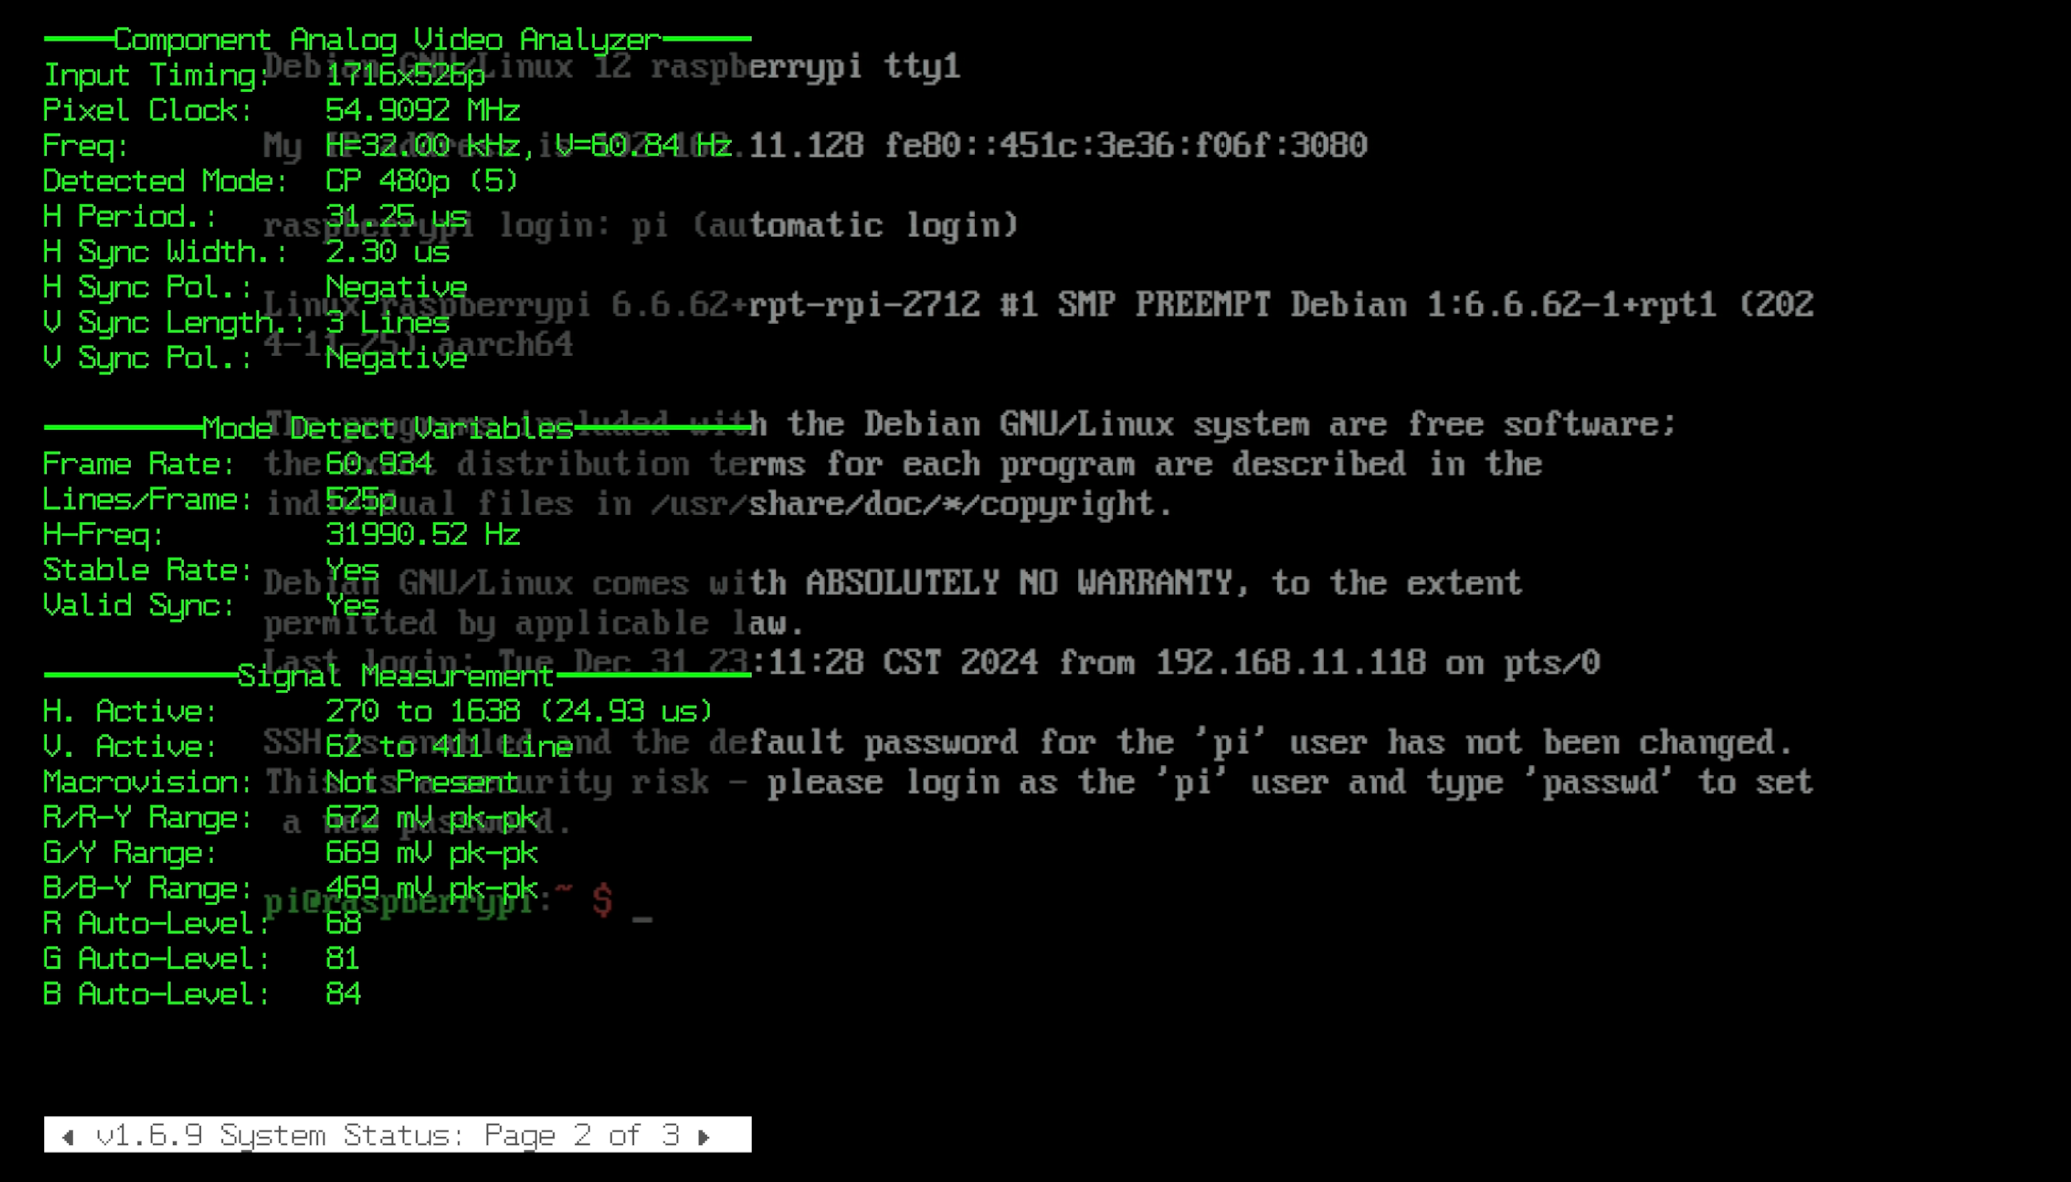 Component Analog Video Analyzer
Input Timing: 1716x526p
Pixel Clock: 54.9092 MHz
Freq: H=32.00 kHz, V=60.84 Hz
Detected Mode: CP 480p (5)
H Period.: 31.25 us
H Sync Width.: 2.30 us
H Sync Pol.: Negative
V Sync Length.: 3 Lines
V Sync Pol.: Negative
Mode Detect Variables
Frame Rate: 60.934
Lines/Frame: 525p
H-Freq: 31990.52 Hz
Stable Rate: Yes
Valid Sync: Yes
Signal Measurement
H. Active: 270 to 1638 (24.93 us)
V. Active: 62 to 411 Line
Macrovision: Not Present
R/R-Y Range: 672 mV pk-pk
G/Y Range: 669 mV pk-pk
B/B-Y Range: 469 mV pk-pk
R Auto-Level: 68
G Auto-Level: 81
B Auto-Level: 84
v1.6.9 System Status: Page 2 of 3
Debian GNU/Linux 12 raspberrypi tty1
My IP address is 192.168.11.128 fe80::451c:3e36:f06f:3080
raspberrypi login: pi (automatic login)
Linux raspberrypi 6.6.62+rpt-rpi-2712 #1 SMP PREEMPT Debian 1:6.6.62-1+rpt1 (202
4-11-25) aarch64
The programs included with the Debian GNU/Linux system are free software;
the exact distribution terms for each program are described in the
individual files in /usr/share/doc/*/copyright.
Debian GNU/Linux comes with ABSOLUTELY NO WARRANTY, to the extent
permitted by applicable law.
Last login: Tue Dec 31 23:11:28 CST 2024 from 192.168.11.118 on pts/0
SSH is enabled and the default password for the 'pi' user has not been changed.
This is a security risk - please login as the 'pi' user and type 'passwd' to set
a new password.
pi@raspberrypi:~ $ _